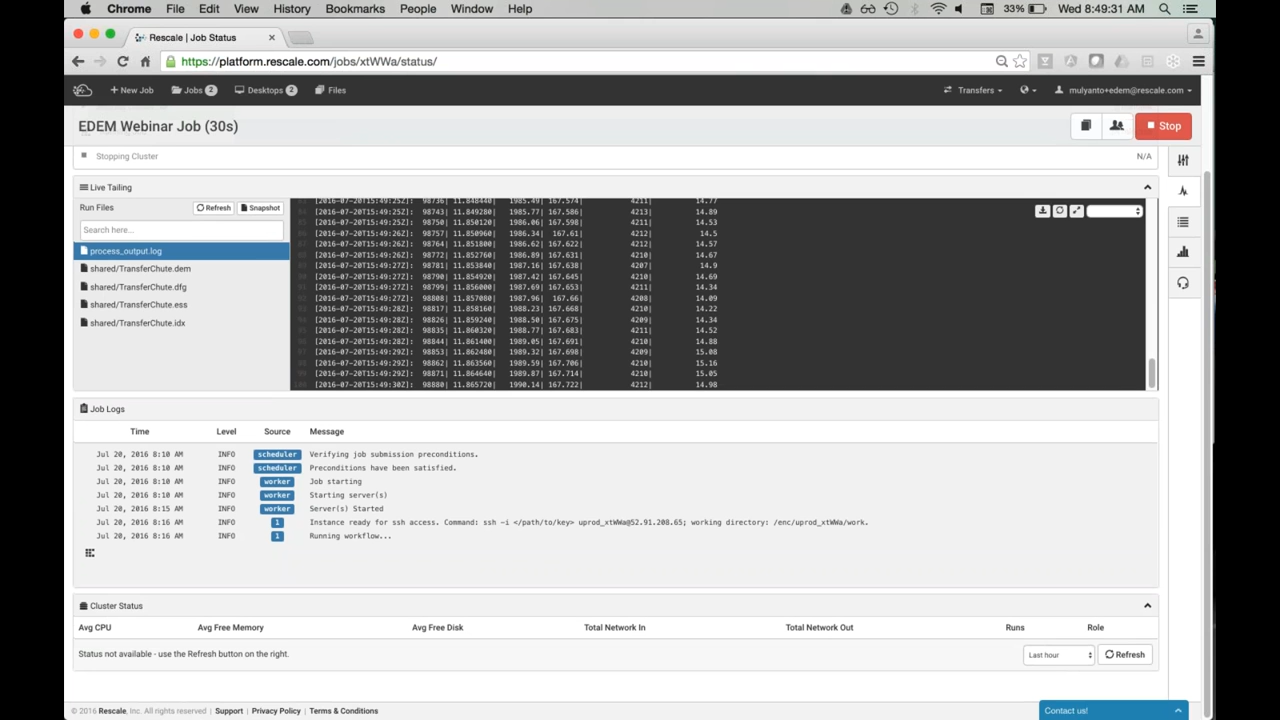 Chrome File Edit View History Bookmarks People Window Help 33% Wed 8:49:31 AM
Rescale | Job Status
https://platform.rescale.com/jobs/xtWWa/status/
+ New Job Jobs 2 Desktops 2 Files Transfers mulyanto+edem@rescale.com
EDEM Webinar Job (30s) Stop
Stopping Cluster N/A
Live Tailing
Run Files Refresh Snapshot
Search here...
process_output.log
shared/TransferChute.dem
shared/TransferChute.dfg
shared/TransferChute.ess
shared/TransferChute.idx
[2016-07-20T15:49:25Z]: 98736| 11.848440| 1985.49| 167.574| 4211| 14.77
[2016-07-20T15:49:25Z]: 98743| 11.849280| 1985.77| 167.586| 4213| 14.89
[2016-07-20T15:49:25Z]: 98750| 11.850120| 1986.06| 167.598| 4211| 14.53
[2016-07-20T15:49:26Z]: 98757| 11.850960| 1986.34| 167.61| 4212| 14.5
[2016-07-20T15:49:26Z]: 98764| 11.851800| 1986.62| 167.622| 4212| 14.57
[2016-07-20T15:49:26Z]: 98772| 11.852760| 1986.89| 167.631| 4210| 14.67
[2016-07-20T15:49:27Z]: 98781| 11.853840| 1987.16| 167.638| 4207| 14.9
[2016-07-20T15:49:27Z]: 98790| 11.854920| 1987.42| 167.645| 4210| 14.69
[2016-07-20T15:49:27Z]: 98799| 11.856000| 1987.69| 167.653| 4211| 14.34
[2016-07-20T15:49:27Z]: 98808| 11.857080| 1987.96| 167.66| 4208| 14.09
[2016-07-20T15:49:28Z]: 98817| 11.858160| 1988.23| 167.668| 4210| 14.22
[2016-07-20T15:49:28Z]: 98826| 11.859240| 1988.50| 167.675| 4209| 14.34
[2016-07-20T15:49:28Z]: 98835| 11.860320| 1988.77| 167.683| 4211| 14.52
[2016-07-20T15:49:28Z]: 98844| 11.861400| 1989.05| 167.691| 4210| 14.88
[2016-07-20T15:49:29Z]: 98853| 11.862480| 1989.32| 167.698| 4209| 15.08
[2016-07-20T15:49:29Z]: 98862| 11.863560| 1989.59| 167.706| 4210| 15.16
[2016-07-20T15:49:29Z]: 98871| 11.864640| 1989.87| 167.714| 4210| 15.05
[2016-07-20T15:49:30Z]: 98880| 11.865720| 1990.14| 167.722| 4212| 14.98
Job Logs
Time Level Source Message
Jul 20, 2016 8:10 AM INFO scheduler Verifying job submission preconditions.
Jul 20, 2016 8:10 AM INFO scheduler Preconditions have been satisfied.
Jul 20, 2016 8:10 AM INFO worker Job starting
Jul 20, 2016 8:10 AM INFO worker Starting server(s)
Jul 20, 2016 8:15 AM INFO worker Server(s) Started
Jul 20, 2016 8:16 AM INFO 1 Instance ready for ssh access. Command: ssh -i </path/to/key> uprod_xtWWa@52.91.208.65; working directory: /enc/uprod_xtWWa/work.
Jul 20, 2016 8:16 AM INFO 1 Running workflow...
Cluster Status
Avg CPU Avg Free Memory Avg Free Disk Total Network In Total Network Out Runs Role
Status not available - use the Refresh button on the right. Last hour Refresh
© 2016 Rescale, Inc. All rights reserved | Support | Privacy Policy | Terms & Conditions Contact us!